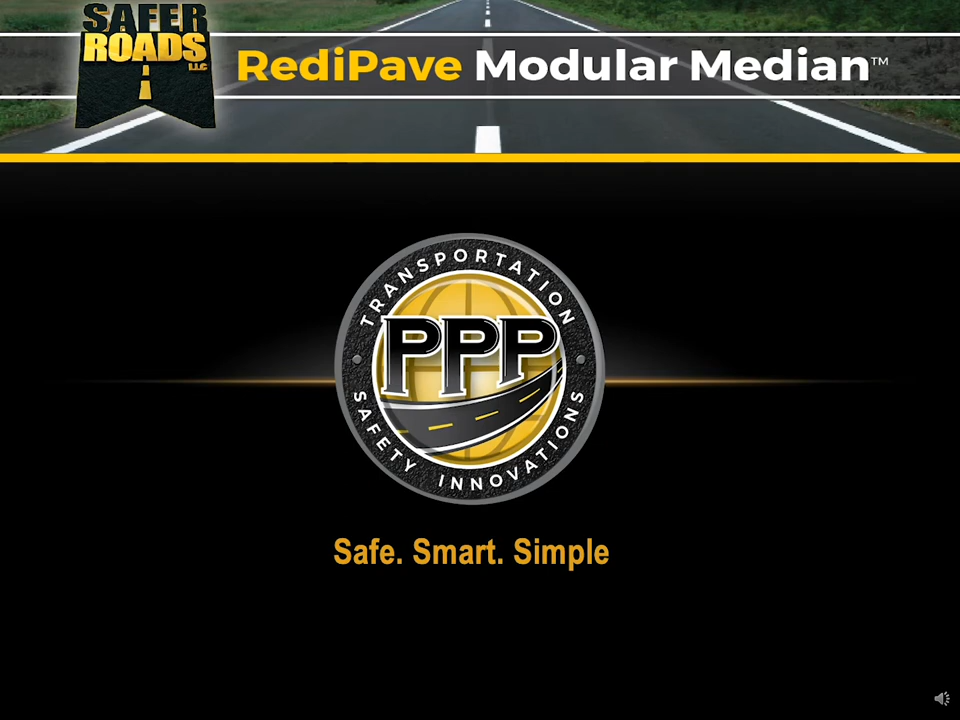 SAFER
ROADS
LLC
RediPave Modular Median™
TRANSPORTATION
PPP
SAFETY INNOVATIONS
Safe. Smart. Simple